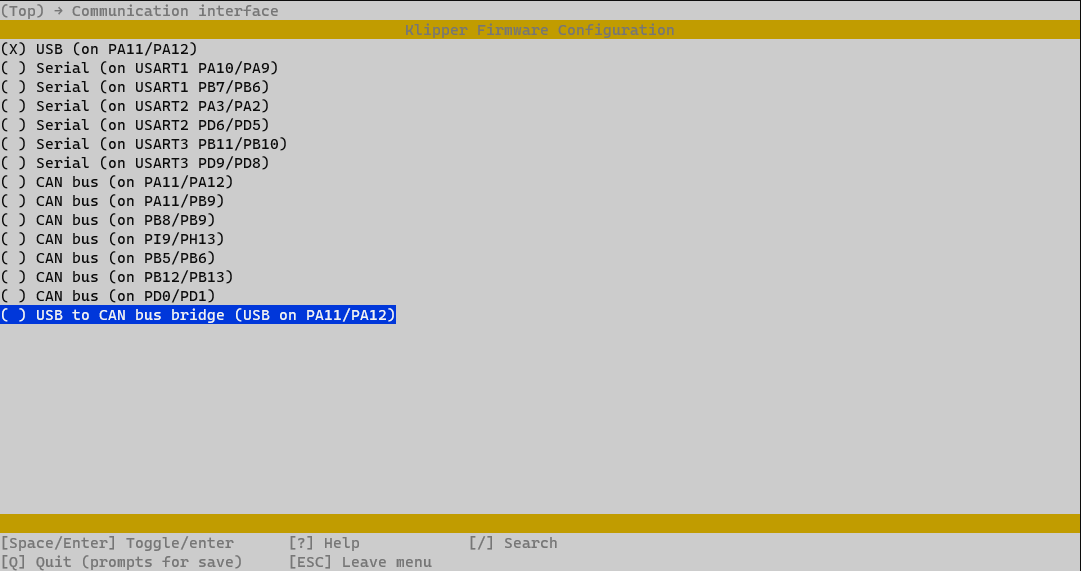 (Top) → Communication interface
Klipper Firmware Configuration
(X) USB (on PA11/PA12)
( ) Serial (on USART1 PA10/PA9)
( ) Serial (on USART1 PB7/PB6)
( ) Serial (on USART2 PA3/PA2)
( ) Serial (on USART2 PD6/PD5)
( ) Serial (on USART3 PB11/PB10)
( ) Serial (on USART3 PD9/PD8)
( ) CAN bus (on PA11/PA12)
( ) CAN bus (on PA11/PB9)
( ) CAN bus (on PB8/PB9)
( ) CAN bus (on PI9/PH13)
( ) CAN bus (on PB5/PB6)
( ) CAN bus (on PB12/PB13)
( ) CAN bus (on PD0/PD1)
( ) USB to CAN bus bridge (USB on PA11/PA12)
[Space/Enter] Toggle/enter [?] Help [/] Search
[Q] Quit (prompts for save) [ESC] Leave menu